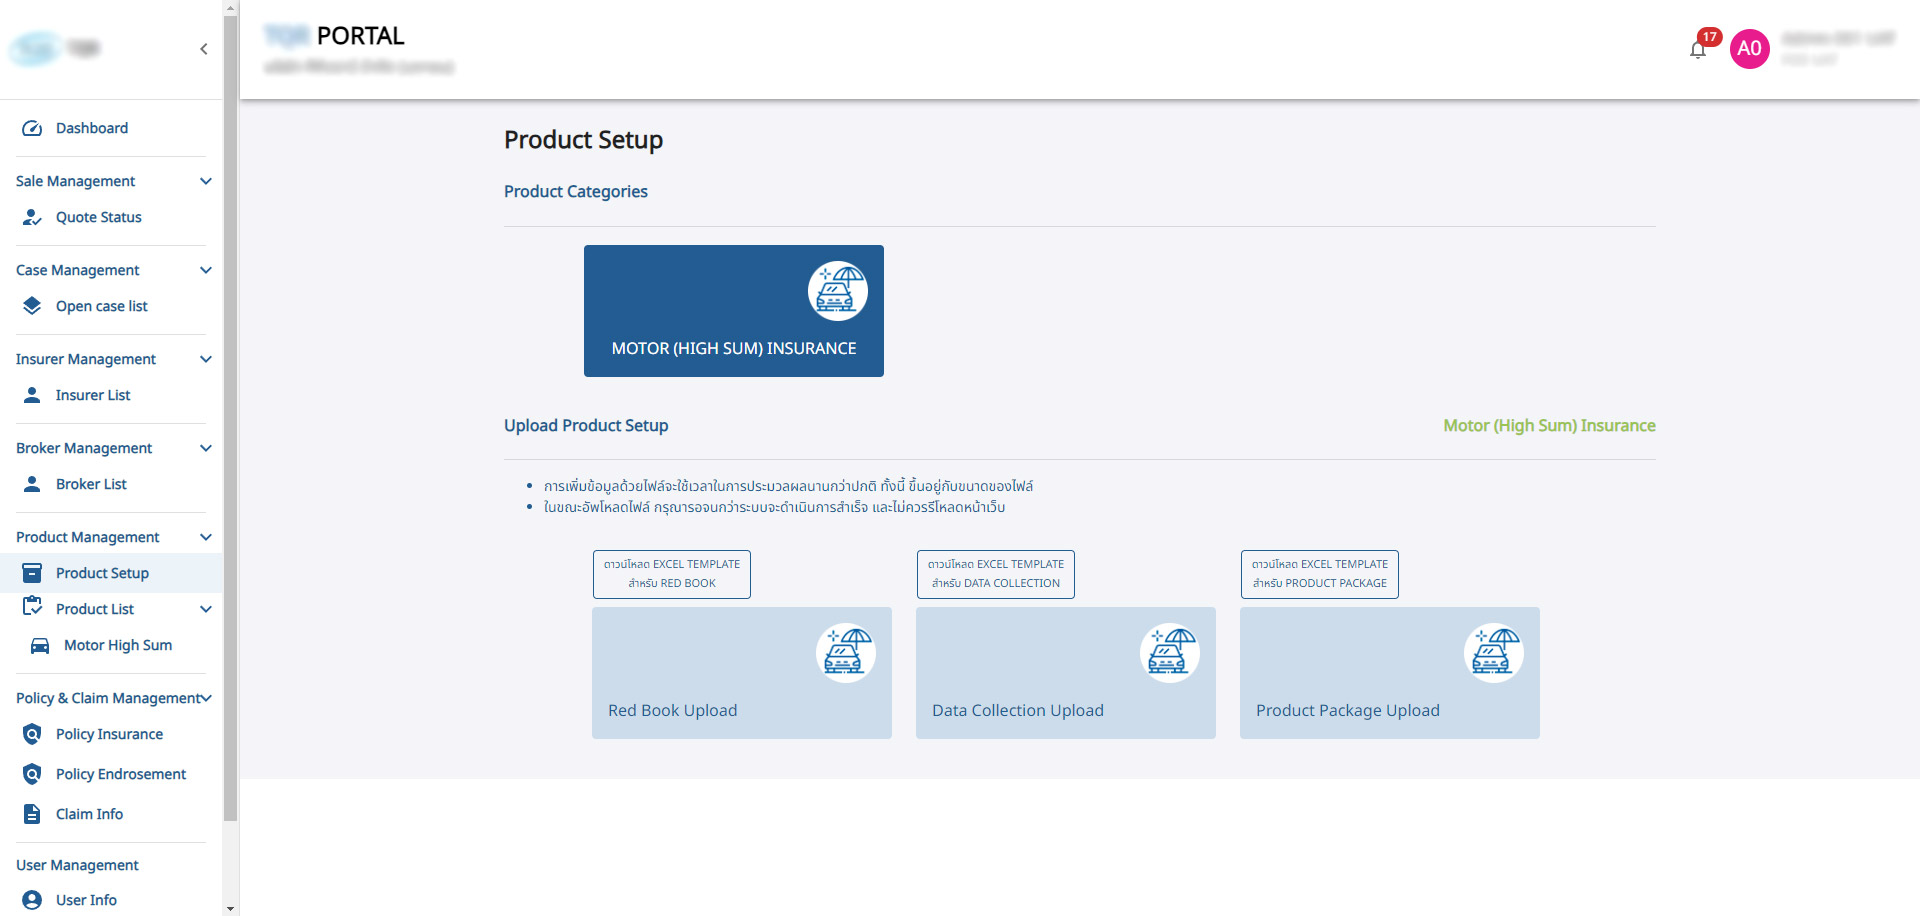 PORTAL
17
A0
Dashboard
Sale Management
Quote Status
Case Management
Open case list
Insurer Management
Insurer List
Broker Management
Broker List
Product Management
Product Setup
Product List
Motor High Sum
Policy & Claim Management
Policy Insurance
Policy Endrosement
Claim Info
User Management
User Info
Product Setup
Product Categories
MOTOR (HIGH SUM) INSURANCE
Upload Product Setup
Motor (High Sum) Insurance
การเพิ่มข้อมูลด้วยไฟล์จะใช้เวลาในการประมวลผลนานกว่าปกติ ทั้งนี้ ขึ้นอยู่กับขนาดของไฟล์
ในขณะอัพโหลดไฟล์ กรุณารอจนกว่าระบบจะดำเนินการสำเร็จ และไม่ควรรีโหลดหน้าเว็บ
ดาวน์โหลด EXCEL TEMPLATE
สำหรับ RED BOOK
ดาวน์โหลด EXCEL TEMPLATE
สำหรับ DATA COLLECTION
ดาวน์โหลด EXCEL TEMPLATE
สำหรับ PRODUCT PACKAGE
Red Book Upload
Data Collection Upload
Product Package Upload